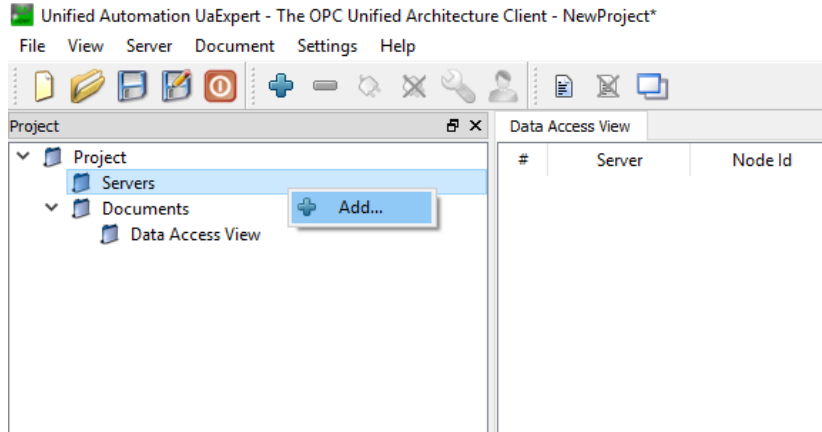 Unified Automation UaExpert - The OPC Unified Architecture Client - NewProject*
File View Server Document Settings Help
Project
Data Access View
Project
# Server Node Id
Servers
Add...
Documents
Data Access View